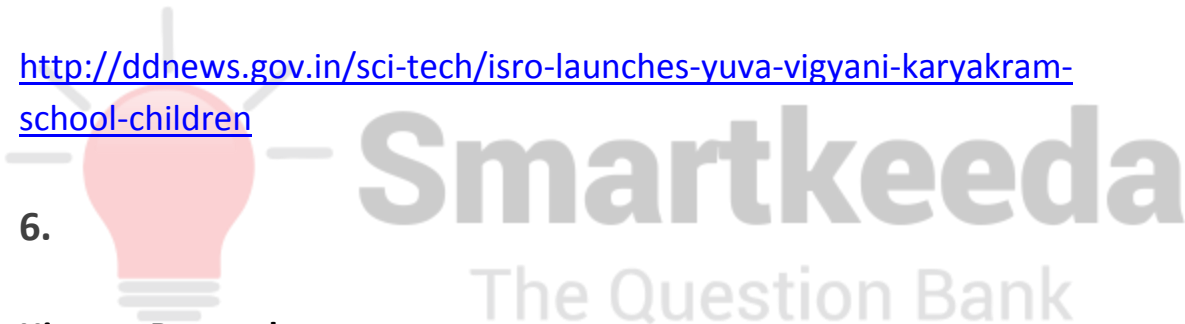 http://ddnews.gov.in/sci-tech/isro-launches-yuva-vigyani-karyakram-
school-children
Smartkeeda
6.
The Question Bank